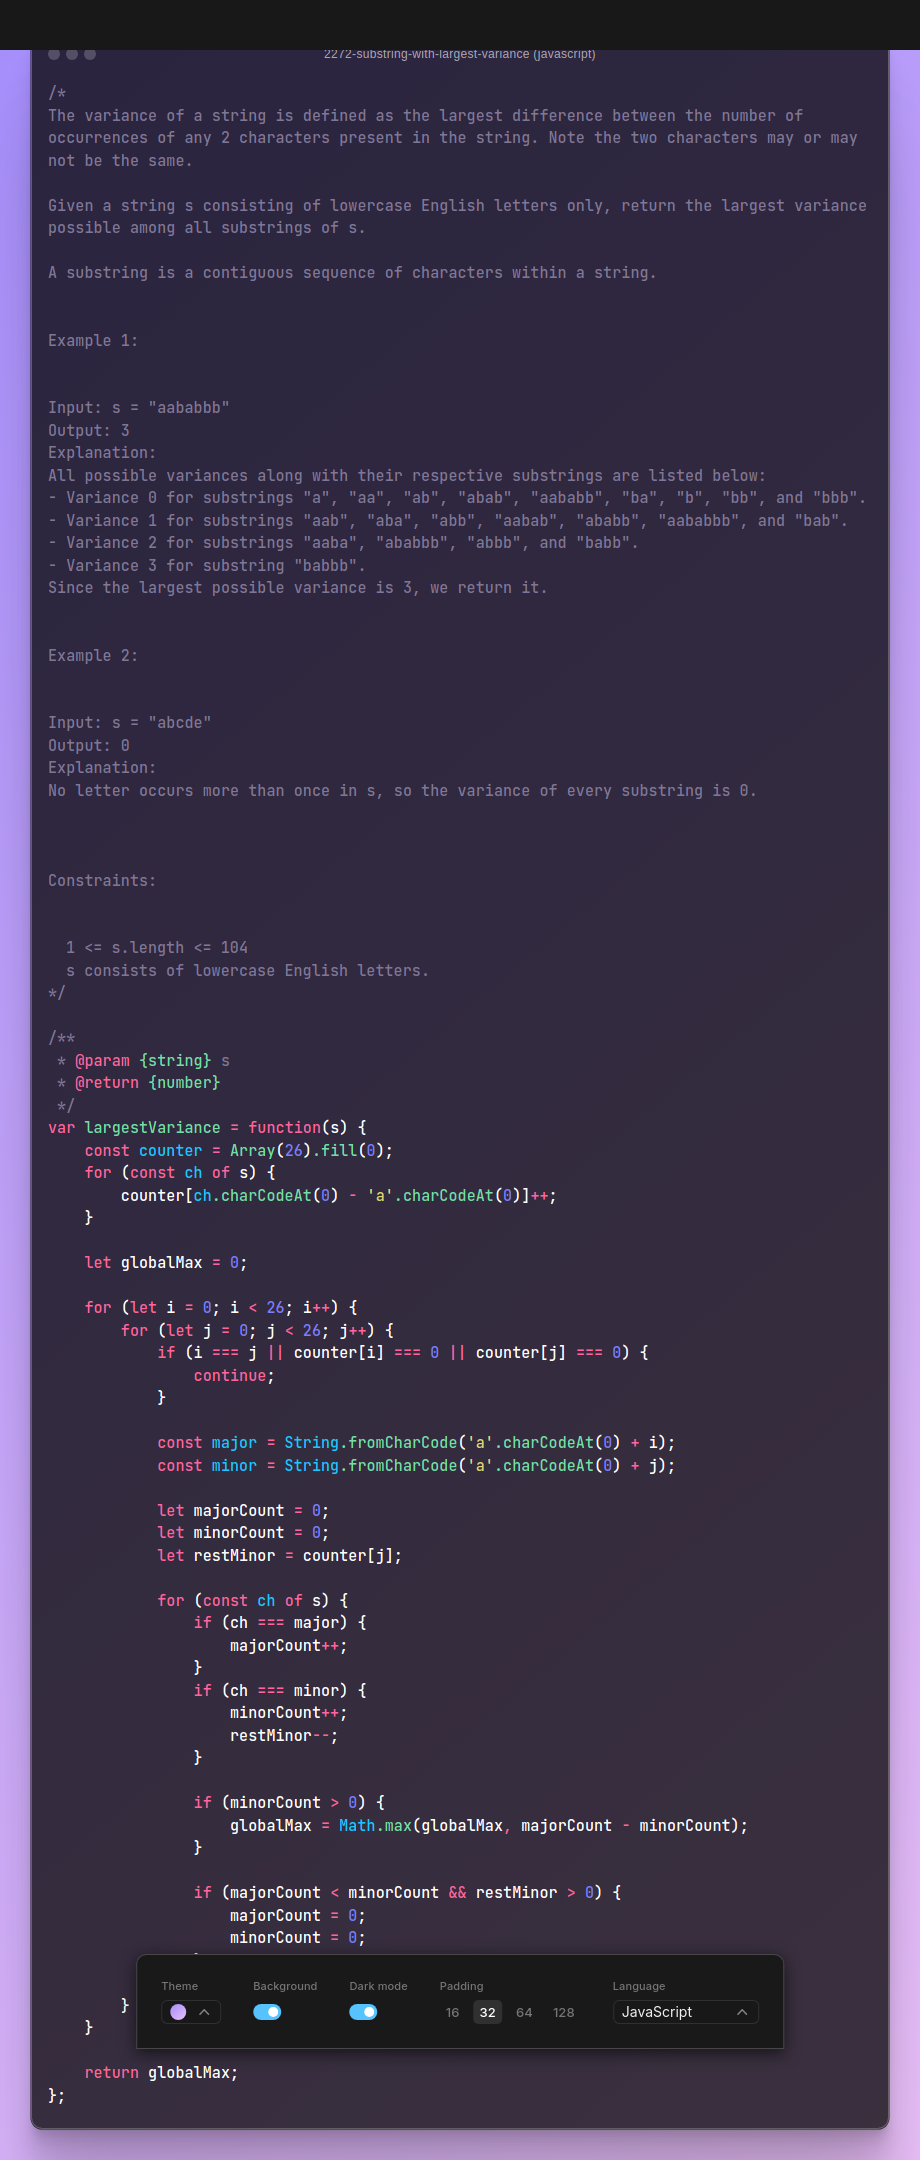 2272-substring-with-largest-variance (javascript)
/*
The variance of a string is defined as the largest difference between the number of
occurrences of any 2 characters present in the string. Note the two characters may or may
not be the same.
Given a string s consisting of lowercase English letters only, return the largest variance
possible among all substrings of s.
A substring is a contiguous sequence of characters within a string.
Example 1:
Input: s = "aababbb"
Output: 3
Explanation:
All possible variances along with their respective substrings are listed below:
- Variance 0 for substrings "a", "aa", "ab", "abab", "aababb", "ba", "b", "bb", and "bbb".
- Variance 1 for substrings "aab", "aba", "abb", "aabab", "ababb", "aababbb", and "bab".
- Variance 2 for substrings "aaba", "ababbb", "abbb", and "babb".
- Variance 3 for substring "babbb".
Since the largest possible variance is 3, we return it.
Example 2:
Input: s = "abcde"
Output: 0
Explanation:
No letter occurs more than once in s, so the variance of every substring is 0.
Constraints:
  1 <= s.length <= 104
  s consists of lowercase English letters.
*/
/**
 * @param {string} s
 * @return {number}
 */
var largestVariance = function(s) {
    const counter = Array(26).fill(0);
    for (const ch of s) {
        counter[ch.charCodeAt(0) - 'a'.charCodeAt(0)]++;
    }
    let globalMax = 0;
    for (let i = 0; i < 26; i++) {
        for (let j = 0; j < 26; j++) {
            if (i === j || counter[i] === 0 || counter[j] === 0) {
                continue;
            }
            const major = String.fromCharCode('a'.charCodeAt(0) + i);
            const minor = String.fromCharCode('a'.charCodeAt(0) + j);
            let majorCount = 0;
            let minorCount = 0;
            let restMinor = counter[j];
            for (const ch of s) {
                if (ch === major) {
                    majorCount++;
                }
                if (ch === minor) {
                    minorCount++;
                    restMinor--;
                }
                if (minorCount > 0) {
                    globalMax = Math.max(globalMax, majorCount - minorCount);
                }
                if (majorCount < minorCount && restMinor > 0) {
                    majorCount = 0;
                    minorCount = 0;
        }
    }
    return globalMax;
};
Theme Background Dark mode Padding Language
16 32 64 128 JavaScript